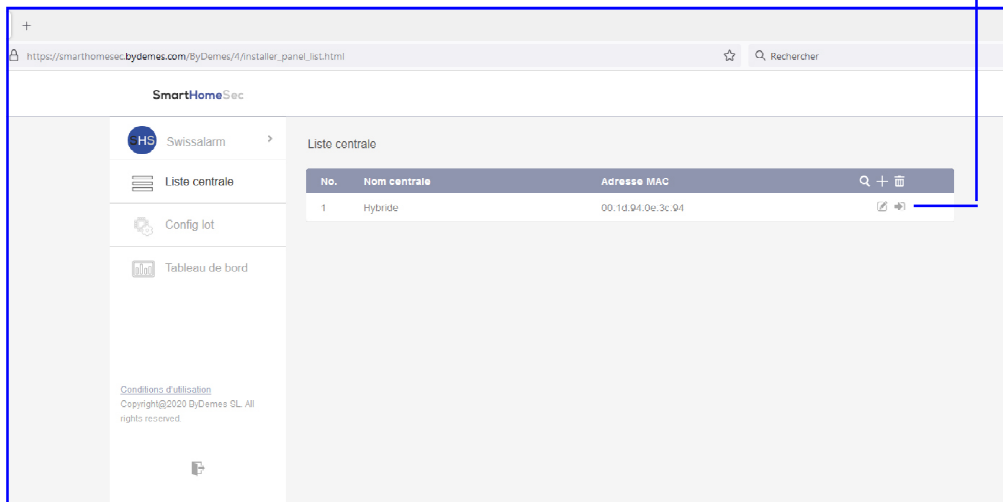 +
https://smarthomesec.bydemes.com/ByDemes/4/installer_panel_list.html
Rechercher
SmartHomeSec
SHS
Swissalarm
Liste centrale
Liste centrale
No. Nom centrale Adresse MAC
1 Hybride 00:1d:94:0e:3c:94
Config lot
Tableau de bord
Conditions d'utilisation
Copyright@2020 ByDemes SL. All
rights reserved.